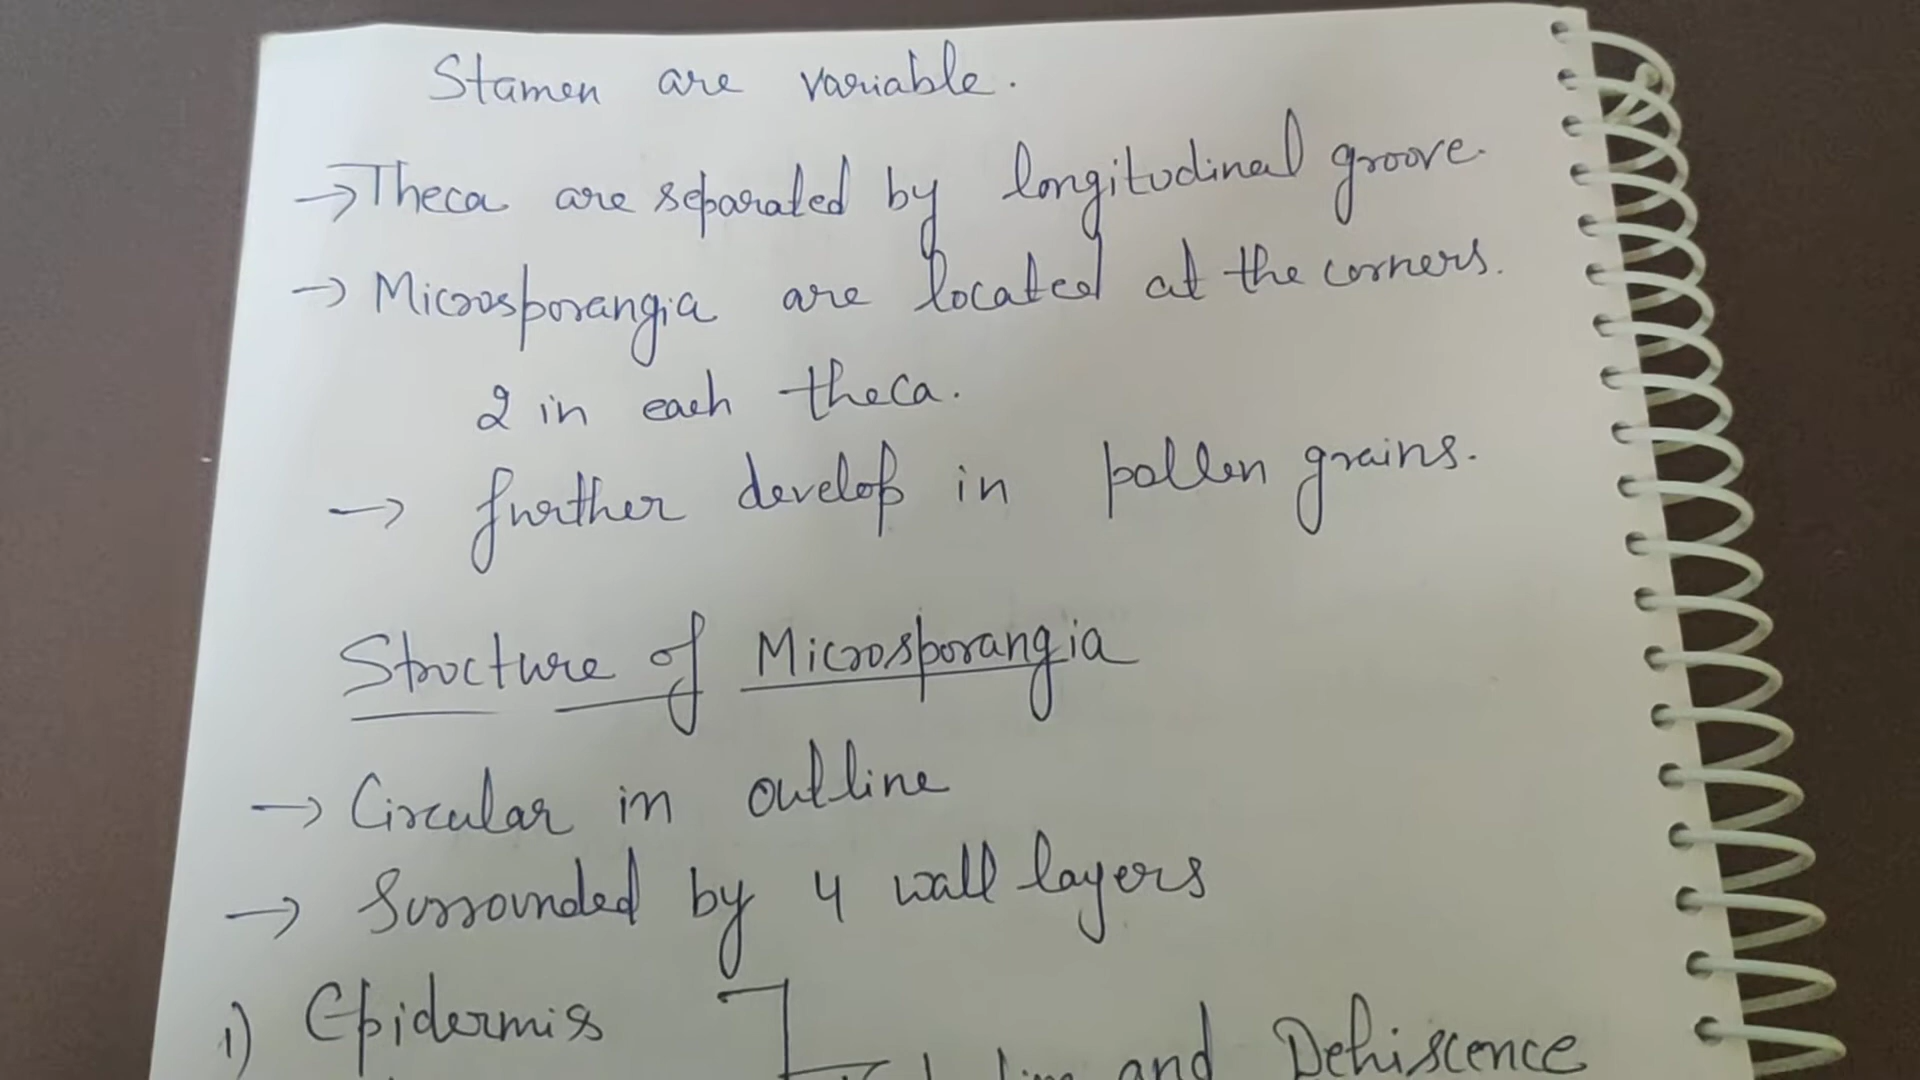 Stamen are variable.
→ Theca are separated by longitudinal groove.
→ Microsporangia are located at the corners.
2 in each theca.
→ further develop in pollen grains.
Structure of Microsporangia
→ Circular in outline
→ Surrounded by 4 wall layers
i) Epidermis
and Dehiscence